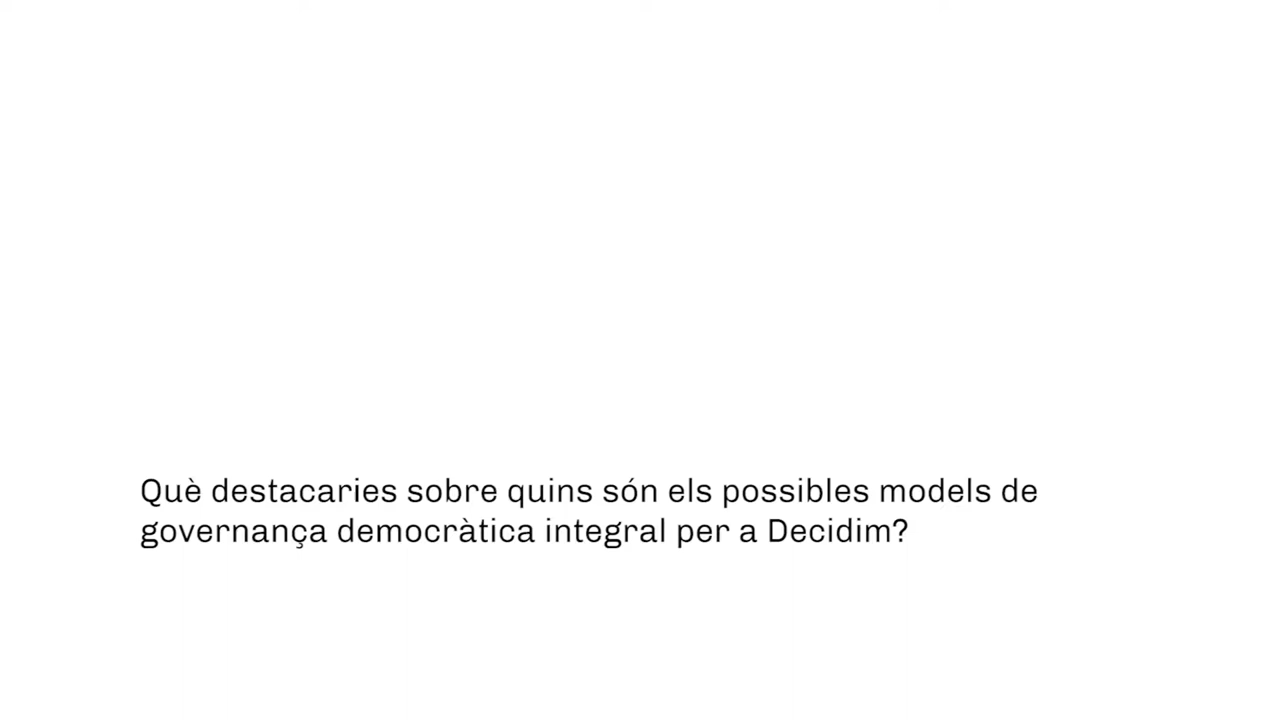 Què destacaries sobre quins són els possibles models de
governança democràtica integral per a Decidim?